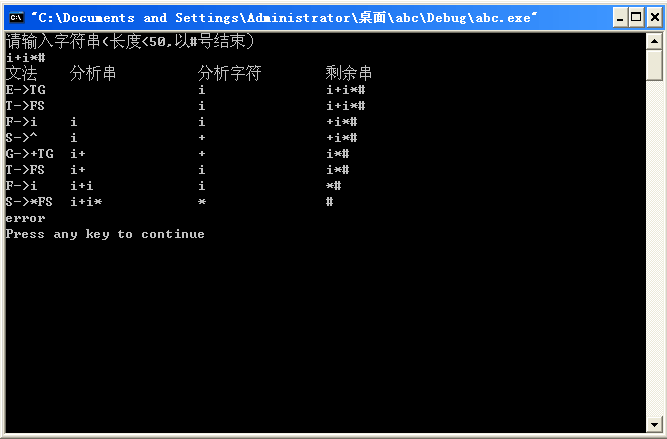 "C:\Documents and Settings\Administrator\桌面\abc\Debug\abc.exe"
请输入字符串(长度<50,以#号结束)
i+i*#
文法 分析串 分析字符 剩余串
E->TG i i+i*#
T->FS i i+i*#
F->i i i +i*#
S->^ i + +i*#
G->+TG i+ + i*#
T->FS i+ i i*#
F->i i+i i *#
S->*FS i+i* * #
error
Press any key to continue